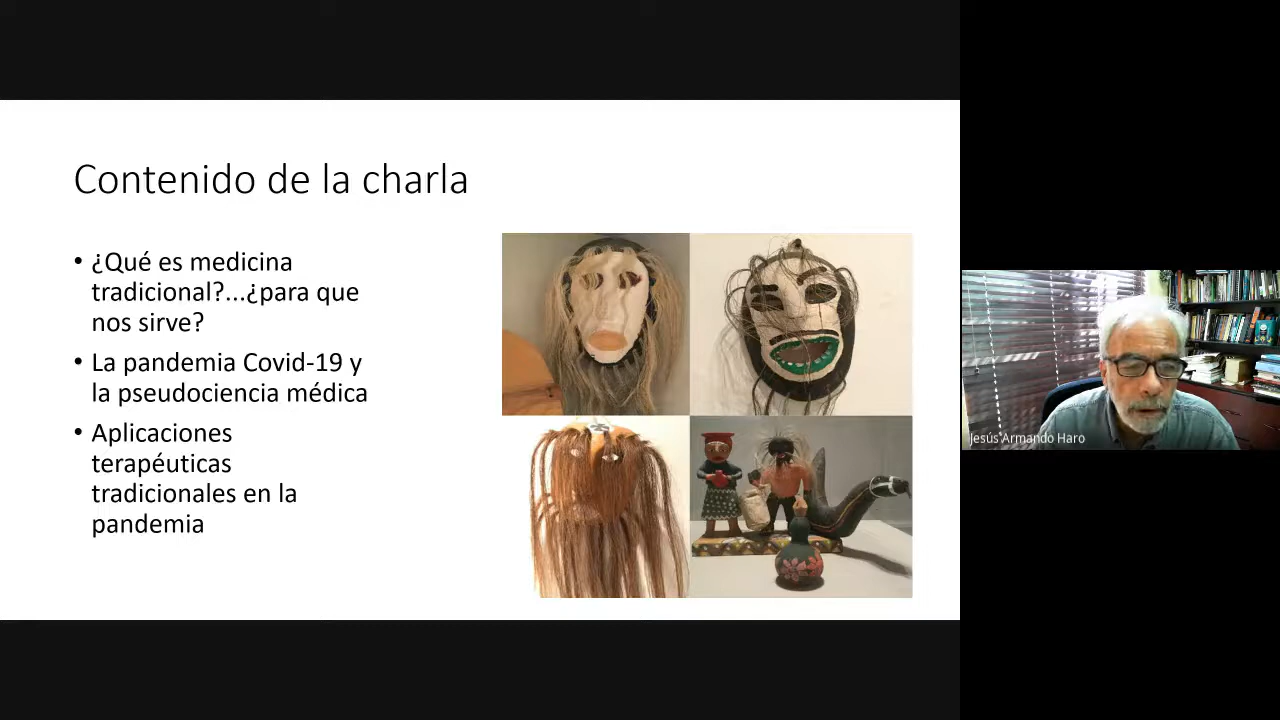 Contenido de la charla
• ¿Qué es medicina
tradicional?...¿para que
nos sirve?
• La pandemia Covid-19 y
la pseudociencia médica
• Aplicaciones
terapéuticas
tradicionales en la
pandemia
Jesús Armando Haro